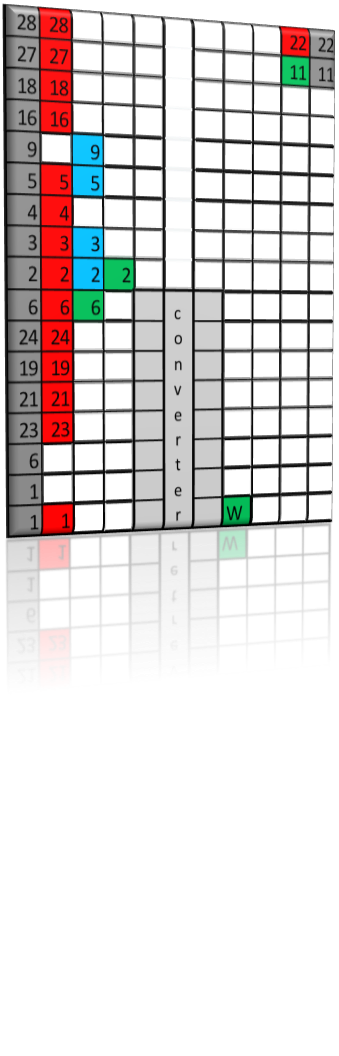 28 28 22 22
27 27 11 11
18 18
16 16
9 9
5 5 5
4 4
3 3 3
2 2 2 2
6 6 6 c
24 24 o
19 19 n
21 21 v
23 23 e
6 r
1 t
e
1 1 r W